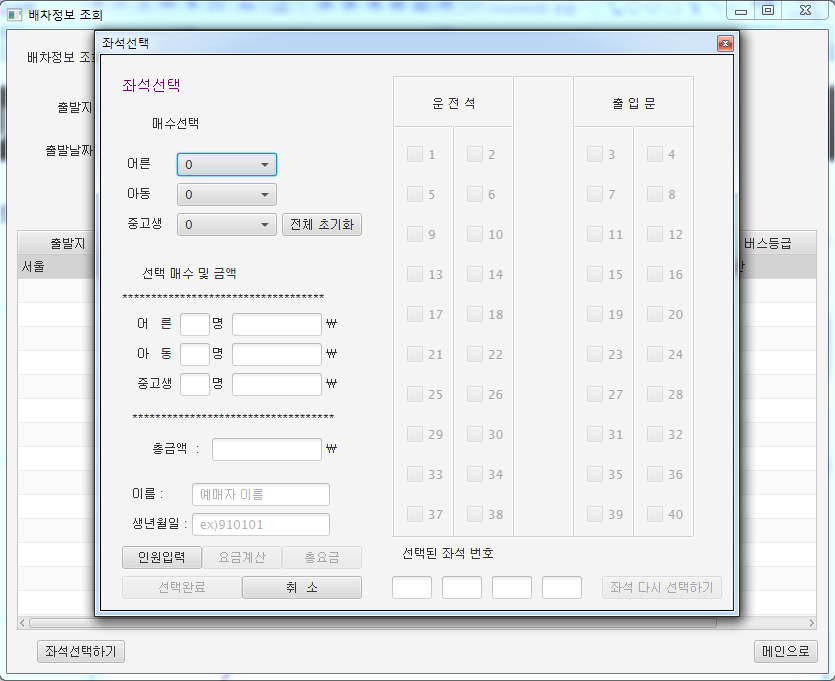 배차정보 조회
배차정보 조회
출발지
출발날짜
출발지
버스등급
서울
좌석선택
좌석선택
매수선택
어른 0
아동 0
중고생 0 전체 초기화
선택 매수 및 금액
***********************************
어 른 명 ₩
아 동 명 ₩
중고생 명 ₩
***********************************
총금액 : ₩
이름 : 예매자 이름
생년월일 : ex)910101
인원입력 요금계산 총요금
선택완료 취 소
운 전 석 출 입 문
1 2 3 4
5 6 7 8
9 10 11 12
13 14 15 16
17 18 19 20
21 22 23 24
25 26 27 28
29 30 31 32
33 34 35 36
37 38 39 40
선택된 좌석 번호
좌석 다시 선택하기
좌석선택하기
메인으로